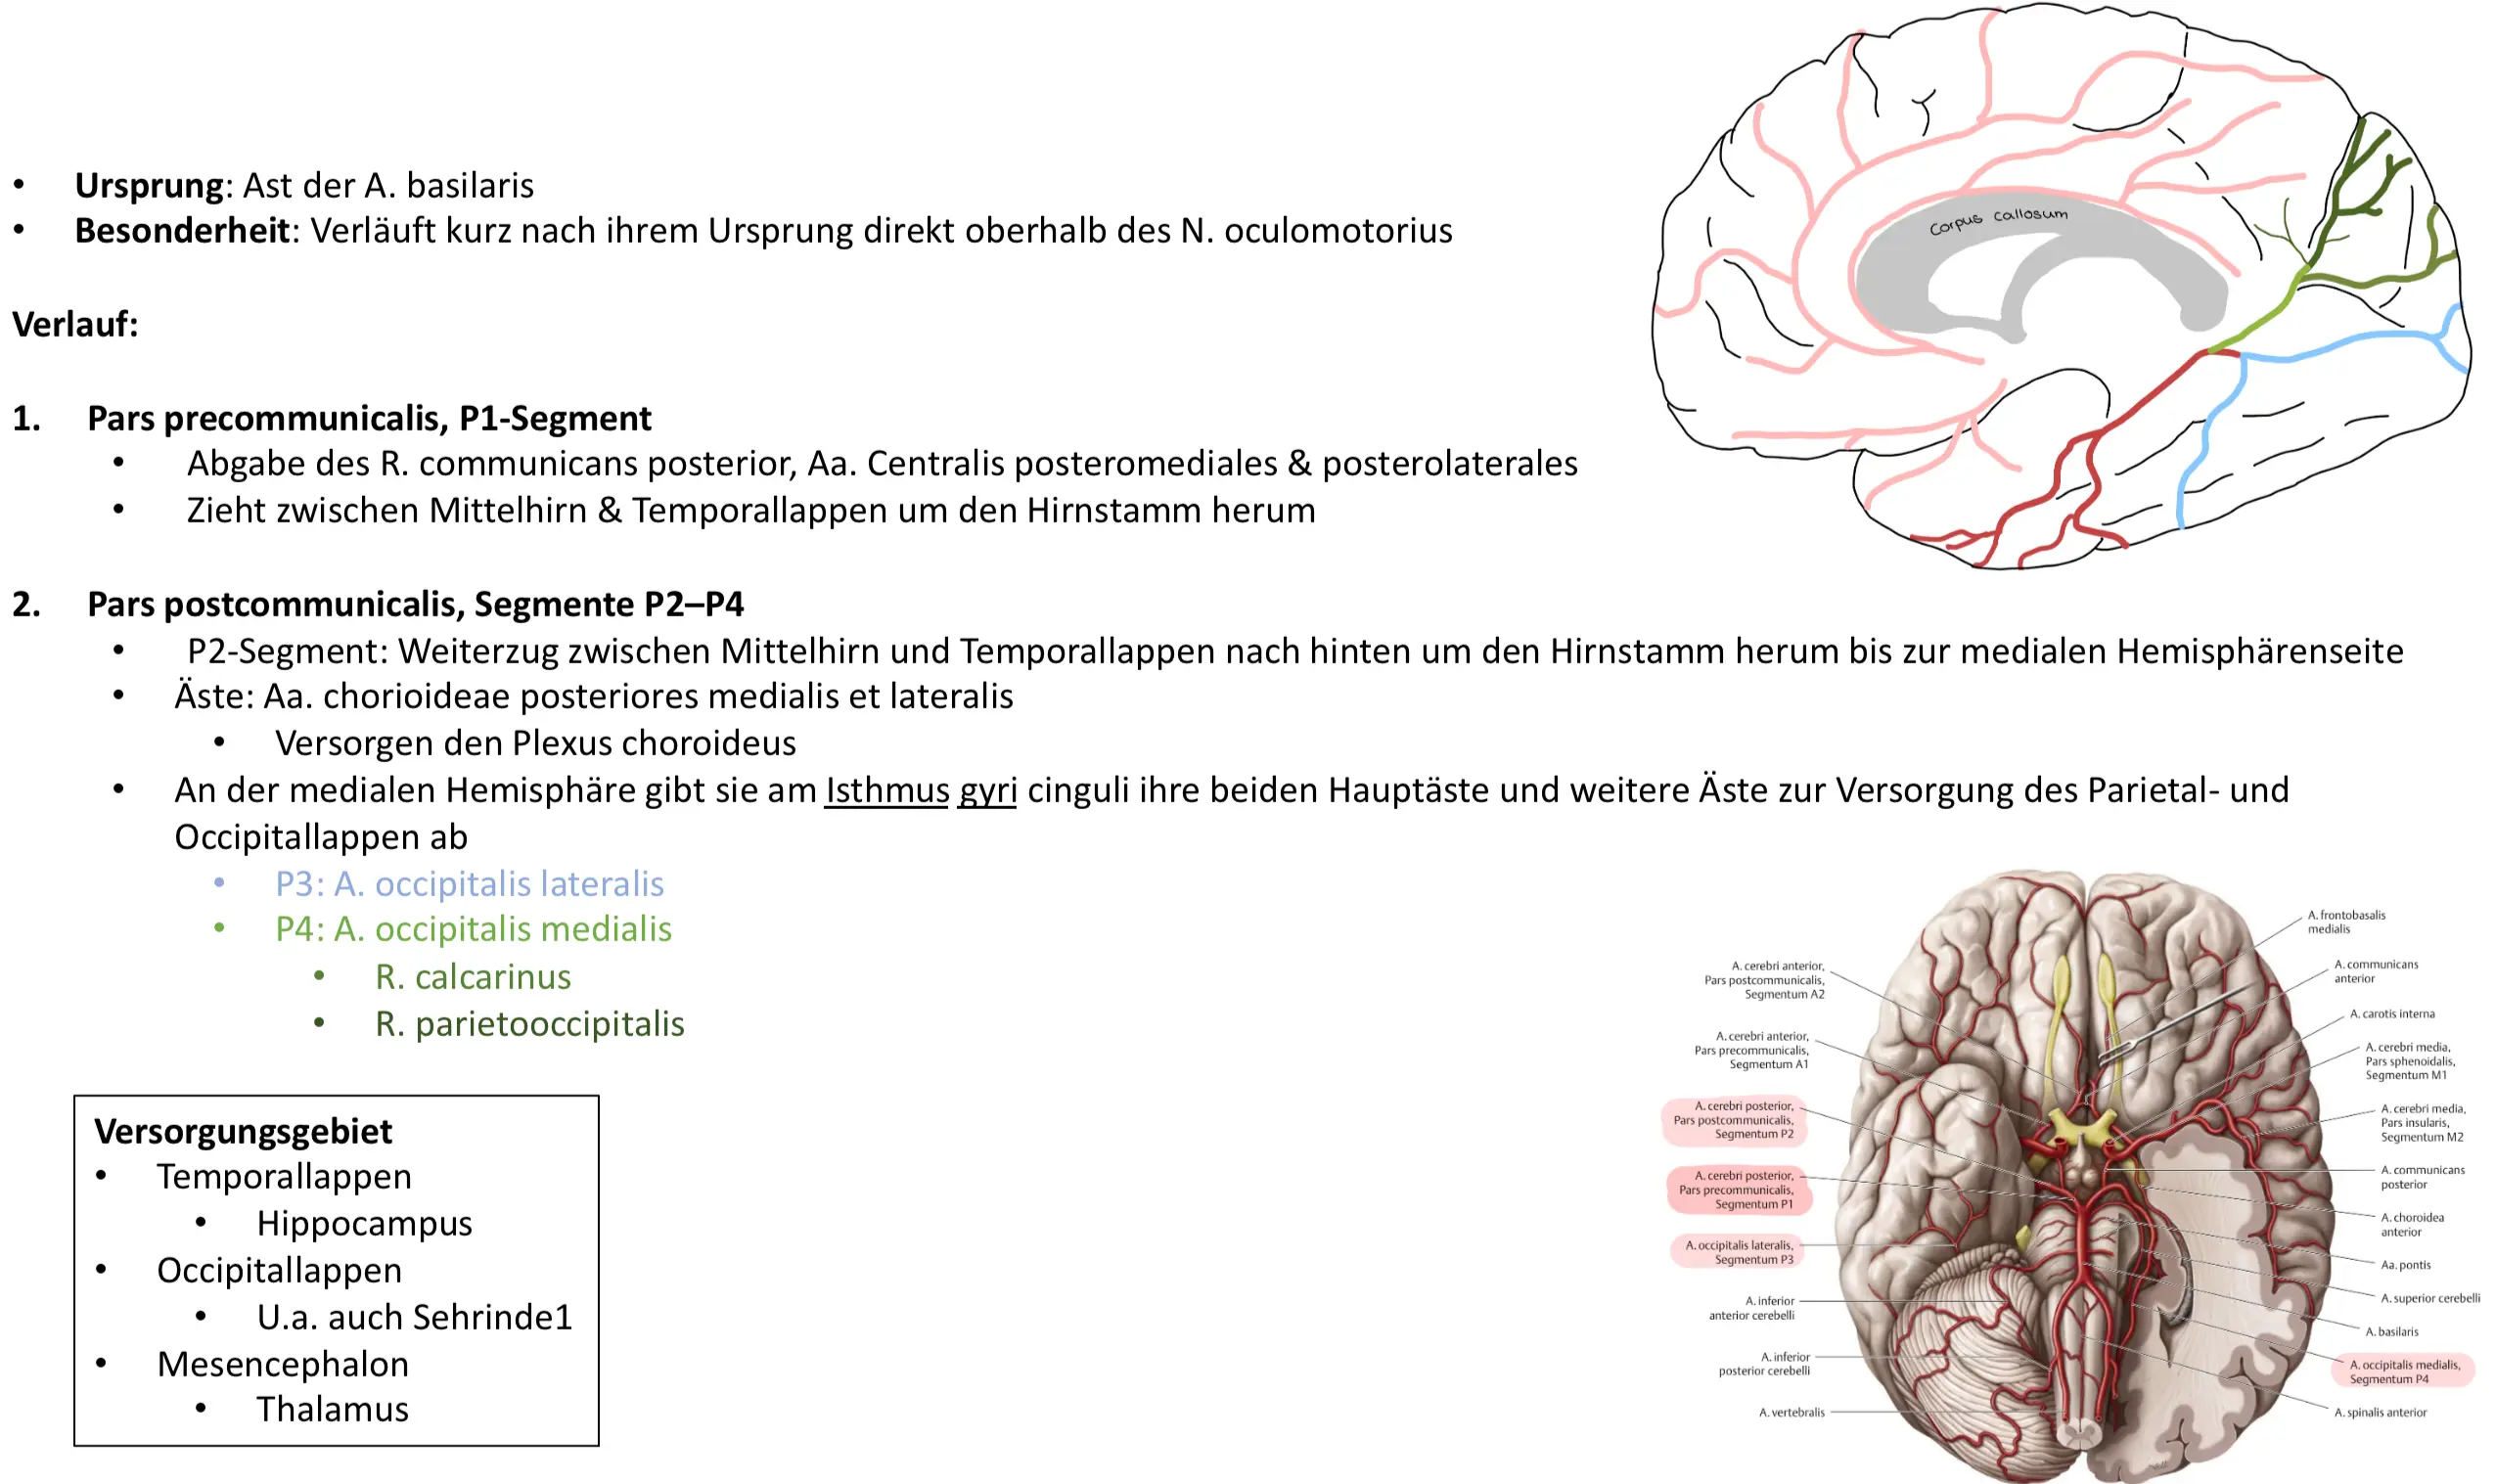 • Ursprung: Ast der A. basilaris
• Besonderheit: Verläuft kurz nach ihrem Ursprung direkt oberhalb des N. oculomotorius
Verlauf:
1. Pars precommunicalis, P1-Segment
• Abgabe des R. communicans posterior, Aa. Centralis posteromediales & posterolaterales
• Zieht zwischen Mittelhirn & Temporallappen um den Hirnstamm herum
2. Pars postcommunicalis, Segmente P2–P4
• P2-Segment: Weiterzug zwischen Mittelhirn und Temporallappen nach hinten um den Hirnstamm herum bis zur medialen Hemisphärenseite
• Äste: Aa. chorioideae posteriores medialis et lateralis
• Versorgen den Plexus choroideus
• An der medialen Hemisphäre gibt sie am Isthmus gyri cinguli ihre beiden Hauptäste und weitere Äste zur Versorgung des Parietal- und
Occipitallappen ab
• P3: A. occipitalis lateralis
• P4: A. occipitalis medialis
• R. calcarinus
• R. parietooccipitalis
Versorgungsgebiet
• Temporallappen
• Hippocampus
• Occipitallappen
• U.a. auch Sehrinde1
• Mesencephalon
• Thalamus
Corpus callosum
A. cerebri anterior,
Pars postcommunicalis,
Segmentum A2
A. cerebri anterior,
Pars precommunicalis,
Segmentum A1
A. cerebri posterior,
Pars postcommunicalis,
Segmentum P2
A. cerebri posterior,
Pars precommunicalis,
Segmentum P1
A. occipitalis lateralis,
Segmentum P3
A. inferior
anterior cerebelli
A. inferior
posterior cerebelli
A. vertebralis
A. frontobasalis
medialis
A. communicans
anterior
A. carotis interna
A. cerebri media,
Pars sphenoidalis,
Segmentum M1
A. cerebri media,
Pars insularis,
Segmentum M2
A. communicans
posterior
A. choroidea
anterior
Aa. pontis
A. superior cerebelli
A. basilaris
A. occipitalis medialis,
Segmentum P4
A. spinalis anterior